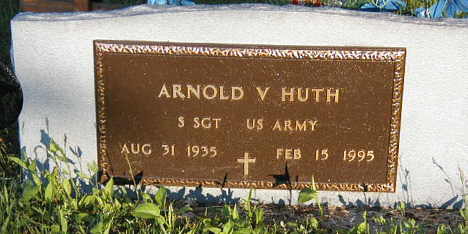 ARNOLD V HUTH
S SGT US ARMY
AUG 31 1935 FEB 15 1995